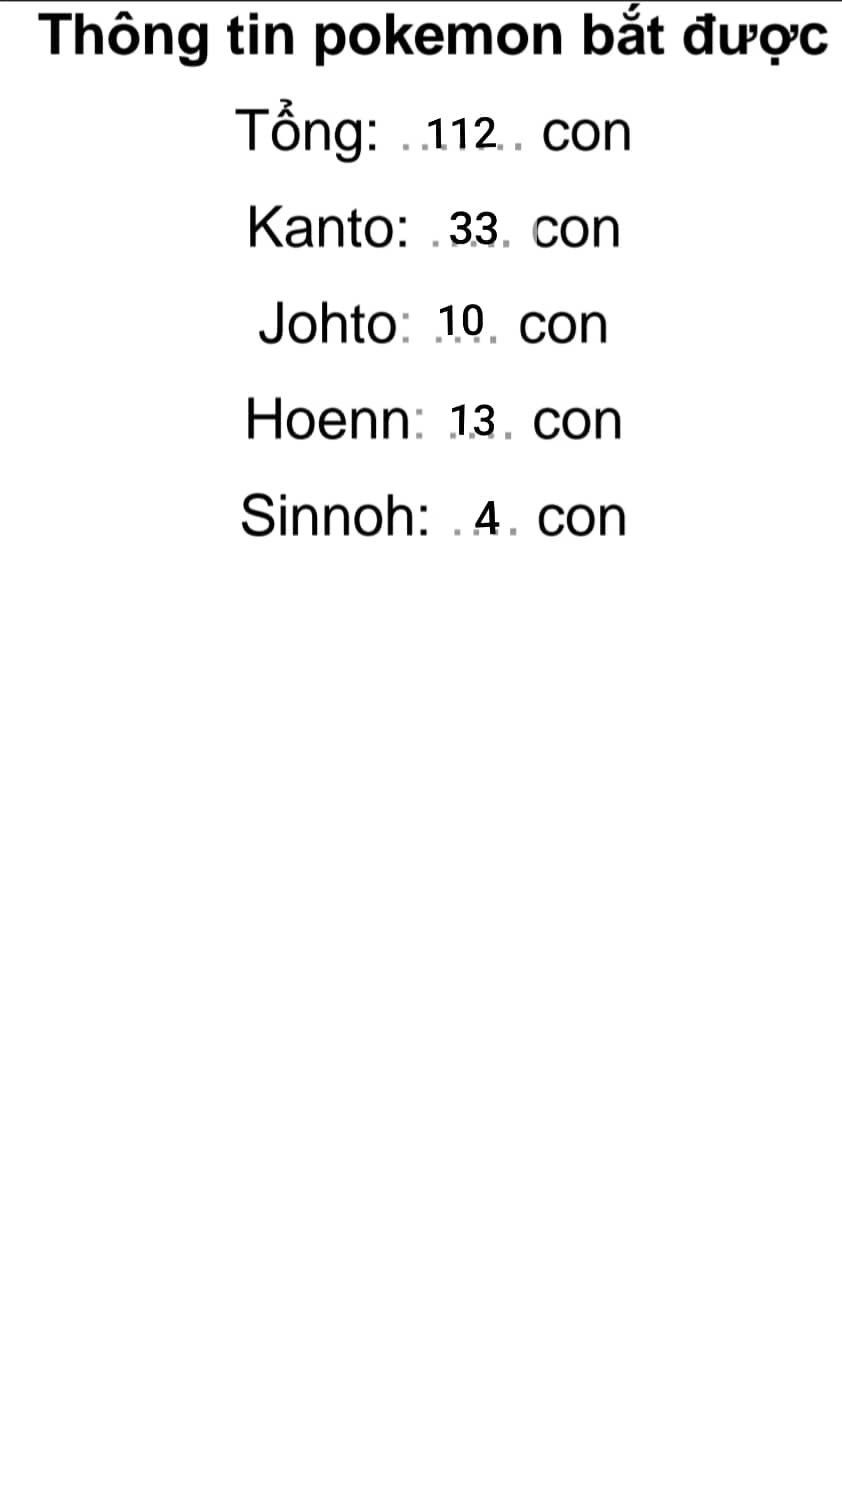 Thông tin pokemon bắt được
Tổng: . .112. . con
Kanto: . 33. con
Johto: 10. con
Hoenn: 13 . con
Sinnoh: . 4 . con